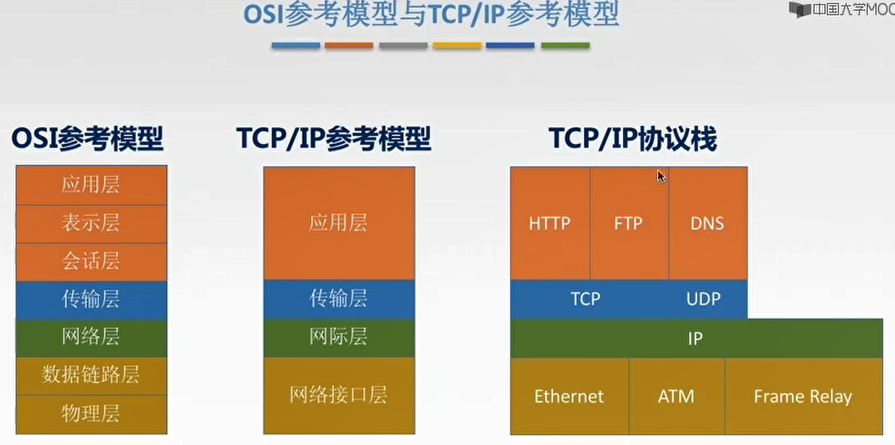 OSI参考模型与TCP/IP参考模型
中国大学MOO
OSI参考模型
应用层
表示层
会话层
传输层
网络层
数据链路层
物理层
TCP/IP参考模型
应用层
传输层
网际层
网络接口层
TCP/IP协议栈
HTTP FTP DNS
TCP UDP
IP
Ethernet ATM Frame Relay